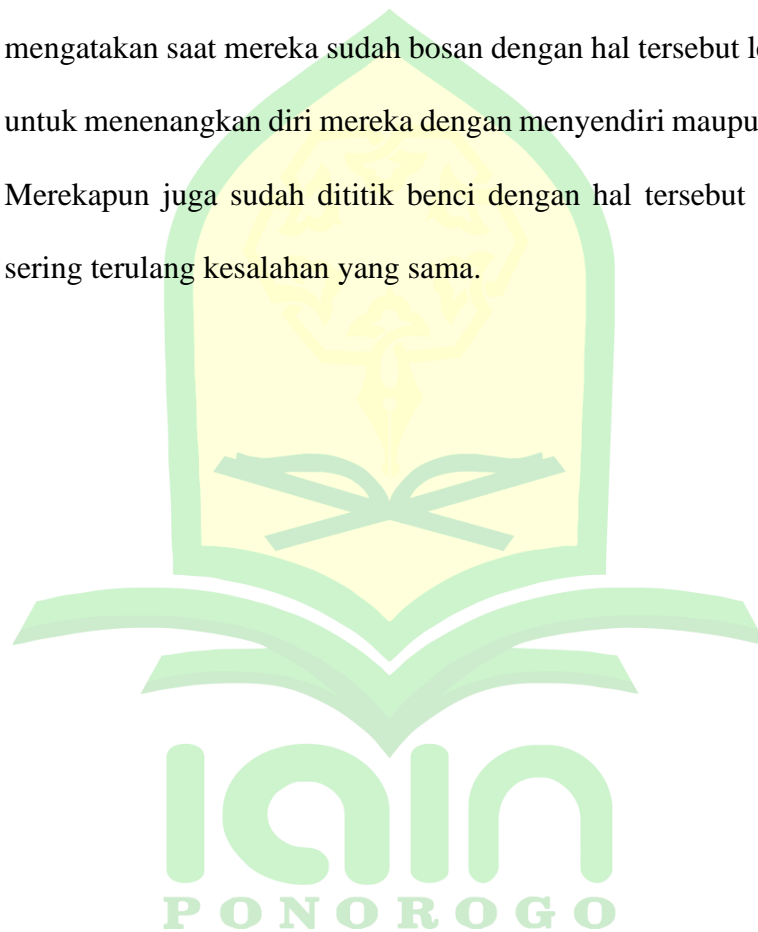 mengatakan saat mereka sudah bosan dengan hal tersebut
untuk menenangkan diri mereka dengan menyendiri
Merekapun juga sudah dititik benci dengan hal tersebut
sering terulang kesalahan yang sama.
IAIN
PONOROGO